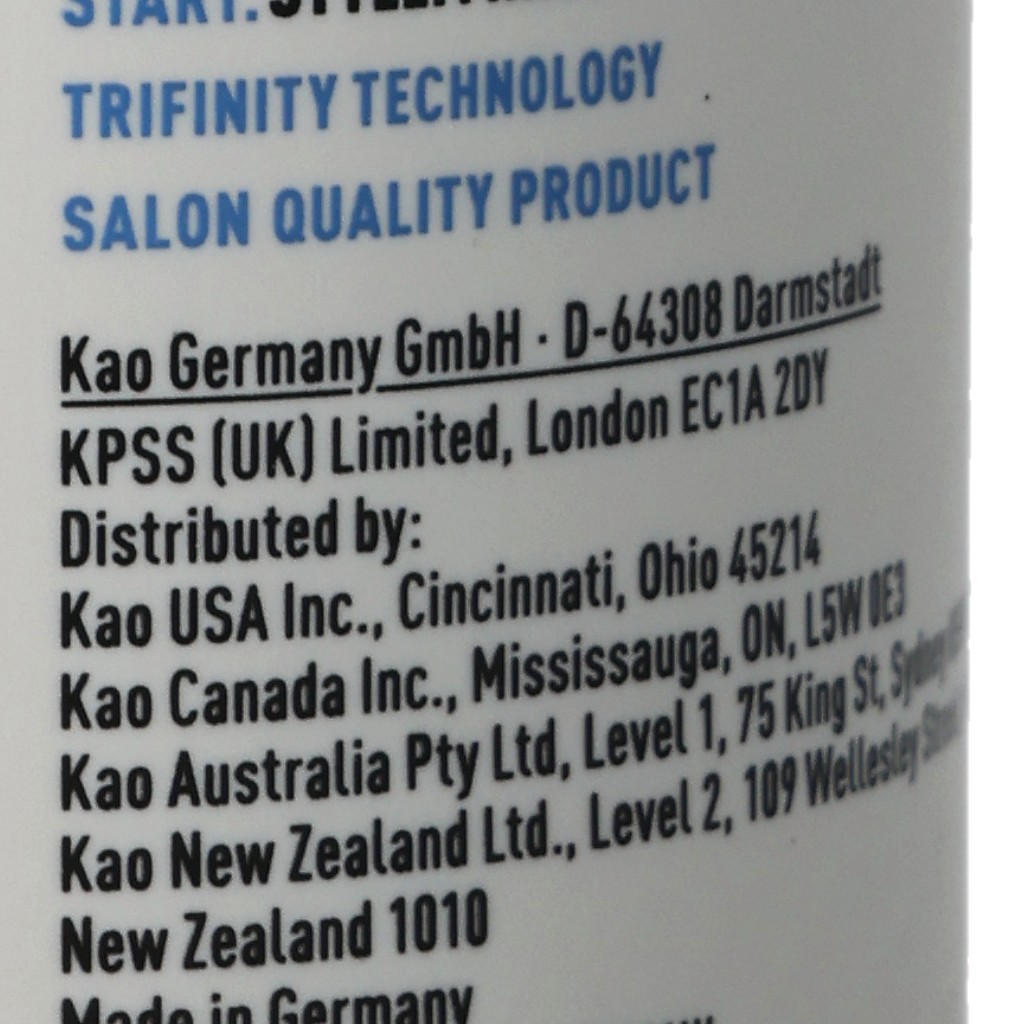 START.
TRIFINITY TECHNOLOGY
SALON QUALITY PRODUCT
Kao Germany GmbH · D-64308 Darmstadt
KPSS (UK) Limited, London EC1A 2DY
Distributed by:
Kao USA Inc., Cincinnati, Ohio 45214
Kao Canada Inc., Mississauga, ON, L5W 0E3
Kao Australia Pty Ltd, Level 1, 75 King St, Sydney
Kao New Zealand Ltd., Level 2, 109 Wellesley
New Zealand 1010
Made in Germany